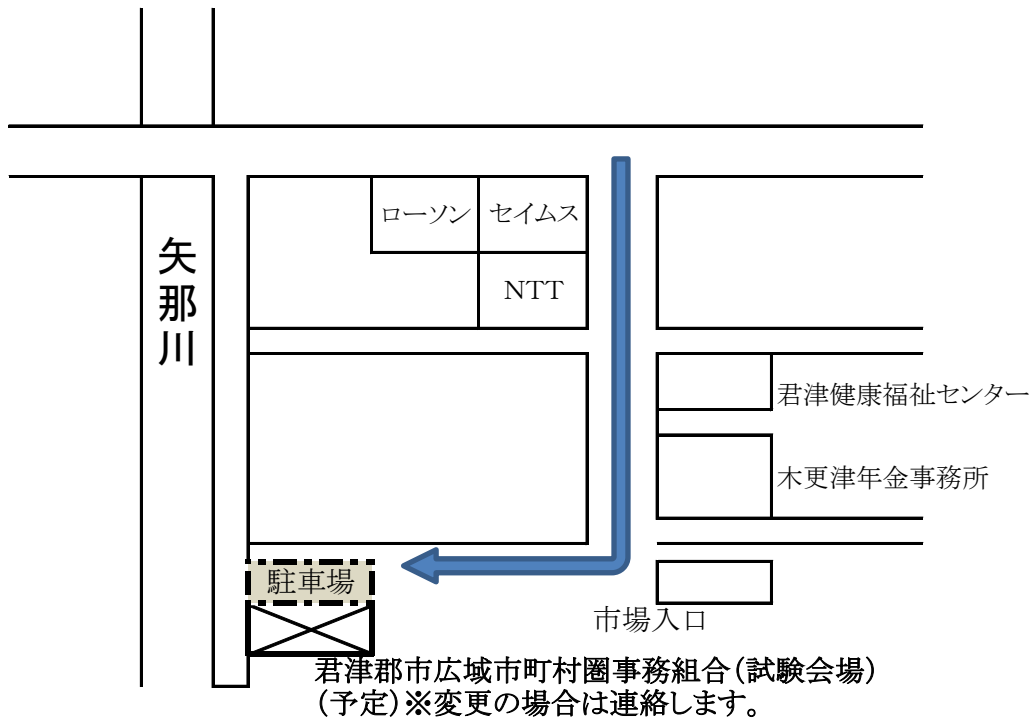 ローソン
セイムス
NTT
矢那川
君津健康福祉センター
木更津年金事務所
駐車場
市場入口
君津郡市広域市町村圏事務組合(試験会場)
(予定)※変更の場合は連絡します。